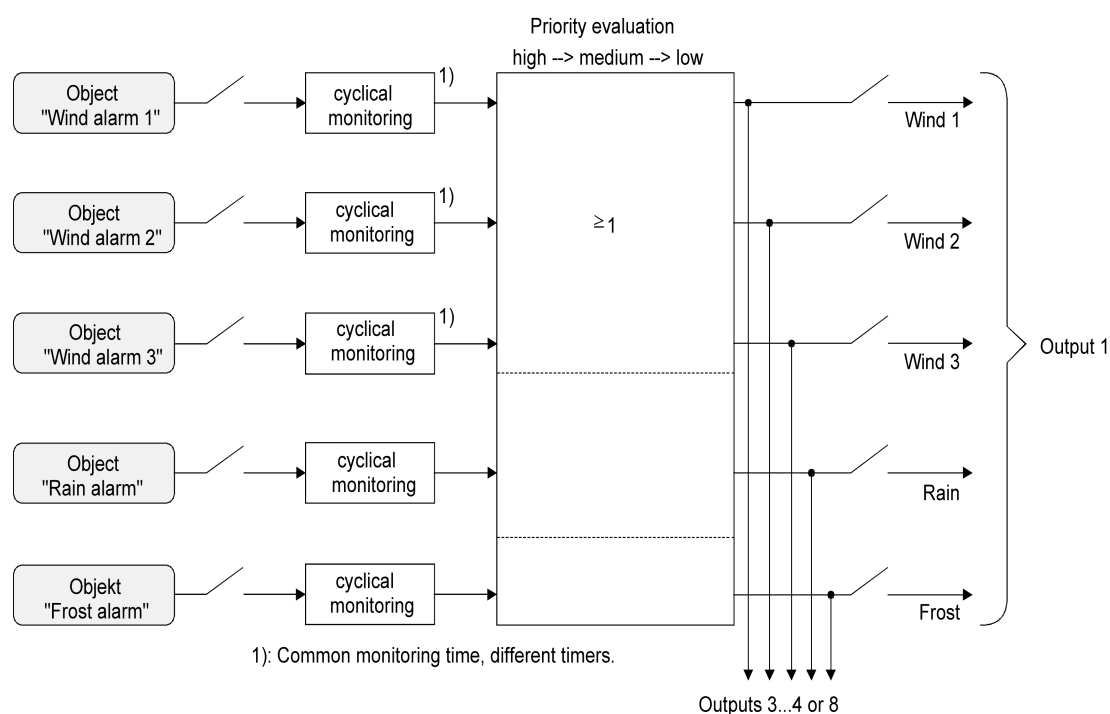 Priority evaluation
high --> medium --> low
Object
"Wind alarm 1"
cyclical
monitoring
1)
Wind 1
Object
"Wind alarm 2"
cyclical
monitoring
1)
≥1
Wind 2
Object
"Wind alarm 3"
cyclical
monitoring
1)
Wind 3
Output 1
Object
"Rain alarm"
cyclical
monitoring
Rain
Objekt
"Frost alarm"
cyclical
monitoring
Frost
1): Common monitoring time, different timers.
Outputs 3...4 or 8